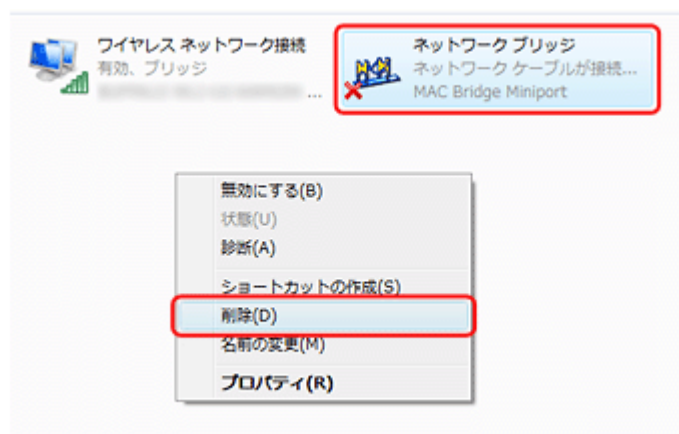 ワイヤレス ネットワーク接続
有効、ブリッジ
...
ネットワーク ブリッジ
ネットワーク ケーブルが接続...
MAC Bridge Miniport
無効にする(B)
状態(U)
診断(A)
ショートカットの作成(S)
削除(D)
名前の変更(M)
プロパティ(R)